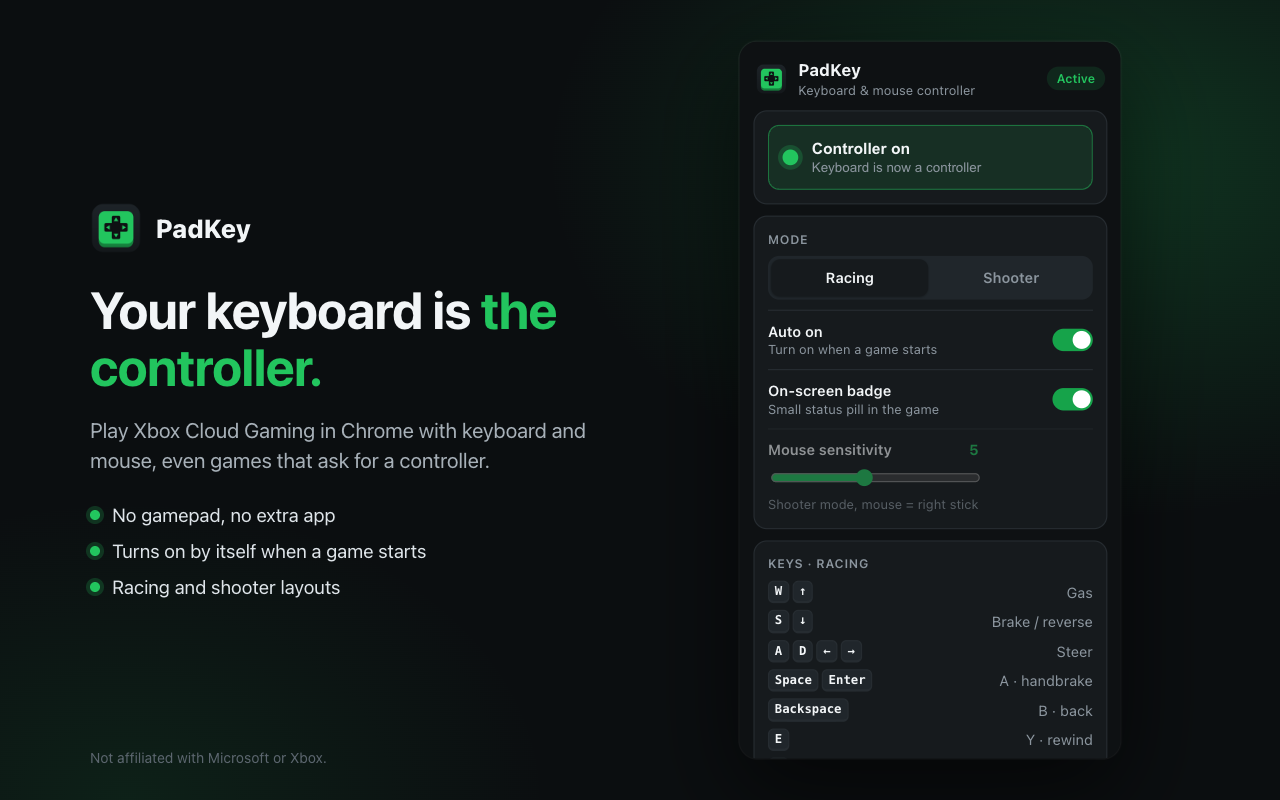 PadKey
Your keyboard is the
controller.
Play Xbox Cloud Gaming in Chrome with keyboard and
mouse, even games that ask for a controller.
No gamepad, no extra app
Turns on by itself when a game starts
Racing and shooter layouts
Not affiliated with Microsoft or Xbox.
PadKey
Keyboard & mouse controller
Active
Controller on
Keyboard is now a controller
MODE
Racing Shooter
Auto on
Turn on when a game starts
On-screen badge
Small status pill in the game
Mouse sensitivity 5
Shooter mode, mouse = right stick
KEYS · RACING
W ↑ Gas
S ↓ Brake / reverse
A D ← → Steer
Space Enter A · handbrake
Backspace B · back
E Y · rewind